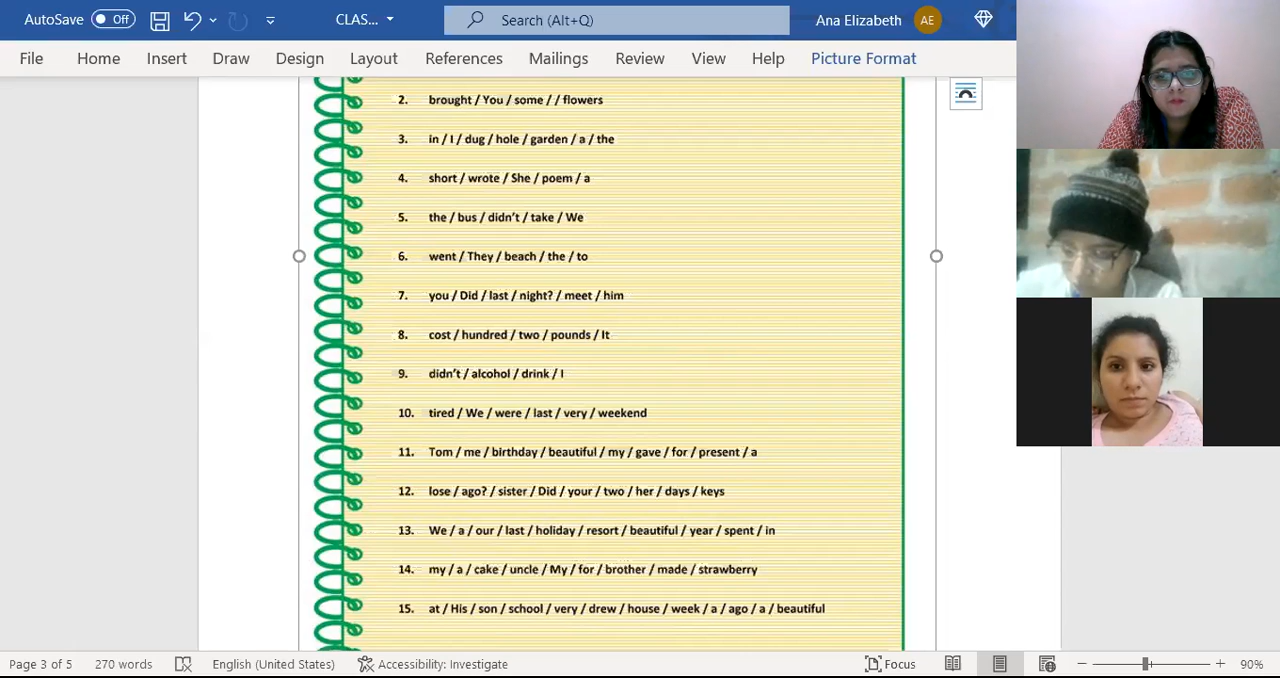 AutoSave Off CLAS... Search (Alt+Q) Ana Elizabeth AE
File Home Insert Draw Design Layout References Mailings Review View Help Picture Format
2. brought / You / some / / flowers
3. in / I / dug / hole / garden / a / the
4. short / wrote / She / poem / a
5. the / bus / didn't / take / We
6. went / They / beach / the / to
7. you / Did / last / night? / meet / him
8. cost / hundred / two / pounds / It
9. didn't / alcohol / drink / I
10. tired / We / were / last / very / weekend
11. Tom / me / birthday / beautiful / my / gave / for / present / a
12. lose / ago? / sister / Did / your / two / her / days / keys
13. We / a / our / last / holiday / resort / beautiful / year / spent / in
14. my / a / cake / uncle / My / for / brother / made / strawberry
15. at / His / son / school / very / drew / house / week / a / ago / a / beautiful
Page 3 of 5 270 words English (United States) Accessibility: Investigate Focus 90%